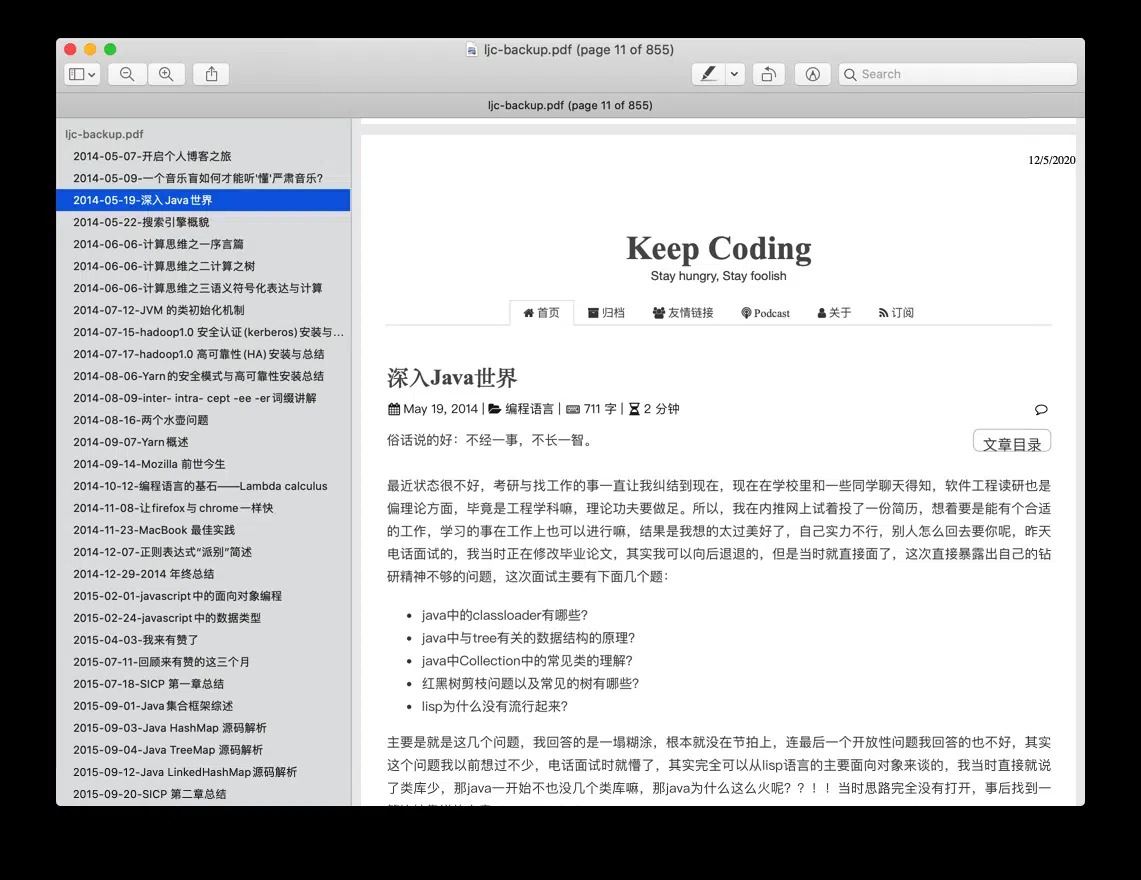 ljc-backup.pdf (page 11 of 855)
Search
ljc-backup.pdf (page 11 of 855)
ljc-backup.pdf
2014-05-07-开启个人博客之旅
2014-05-09-一个音乐盲如何才能听‘懂’严肃音乐？
2014-05-19-深入Java世界
2014-05-22-搜索引擎概貌
2014-06-06-计算思维之一序言篇
2014-06-06-计算思维之二计算之树
2014-06-06-计算思维之三语义符号化表达与计算
2014-07-12-JVM 的类初始化机制
2014-07-15-hadoop1.0 安全认证(kerberos)安装与…
2014-07-17-hadoop1.0 高可靠性(HA)安装与总结
2014-08-06-Yarn的安全模式与高可靠性安装总结
2014-08-09-inter- intra- cept -ee -er词缀讲解
2014-08-16-两个水壶问题
2014-09-07-Yarn概述
2014-09-14-Mozilla 前世今生
2014-10-12-编程语言的基石——Lambda calculus
2014-11-08-让firefox与chrome一样快
2014-11-23-MacBook 最佳实践
2014-12-07-正则表达式“派别”简述
2014-12-29-2014 年终总结
2015-02-01-javascript中的面向对象编程
2015-02-24-javascript中的数据类型
2015-04-03-我来有赞了
2015-07-11-回顾来有赞的这三个月
2015-07-18-SICP 第一章总结
2015-09-01-Java集合框架综述
2015-09-03-Java HashMap 源码解析
2015-09-04-Java TreeMap 源码解析
2015-09-12-Java LinkedHashMap源码解析
2015-09-20-SICP 第二章总结
12/5/2020
Keep Coding
Stay hungry, Stay foolish
首页 归档 友情链接 Podcast 关于 订阅
深入Java世界
May 19, 2014 | 编程语言 | 711 字 | 2 分钟
俗话说的好：不经一事，不长一智。
文章目录
最近状态很不好，考研与找工作的事一直让我纠结到现在，现在在学校里和一些同学聊天得知，软件工程读研也是
偏理论方面，毕竟是工程学科嘛，理论功夫要做足。所以，我在内推网上试着投了一份简历，想着要是能有个合适
的工作，学习的事在工作上也可以进行嘛，结果是我想的太过美好了，自己实力不行，别人怎么回去要你呢，昨天
电话面试的，我当时正在修改毕业论文，其实我可以向后退退的，但是当时就直接面了，这次直接暴露出自己的钻
研精神不够的问题，这次面试主要有下面几个题：
• java中的classloader有哪些?
• java中与tree有关的数据结构的原理?
• java中Collection中的常见类的理解?
• 红黑树剪枝问题以及常见的树有哪些?
• lisp为什么没有流行起来?
主要是就是这几个问题，我回答的是一塌糊涂，根本就没在节拍上，连最后一个开放性问题我回答的也不好，其实
这个问题我以前想过不少，电话面试时就懵了，其实完全可以从lisp语言的主要面向对象来谈的，我当时直接就说
了类库少，那java一开始不也没几个类库嘛，那java为什么这么火呢？？！！当时思路完全没有打开，事后找到一